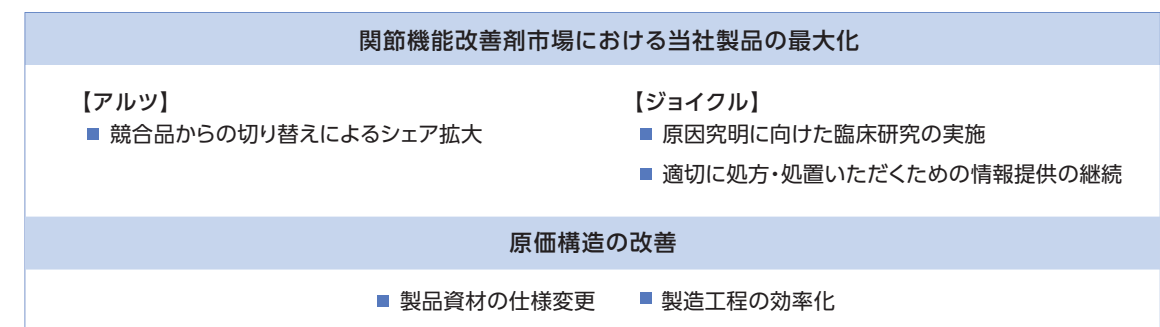 関節機能改善剤市場における当社製品の最大化
【アルツ】
■ 競合品からの切り替えによるシェア拡大
【ジョイクル】
■ 原因究明に向けた臨床研究の実施
■ 適切に処方・処置いただくための情報提供の継続
原価構造の改善
■ 製品資材の仕様変更
■ 製造工程の効率化